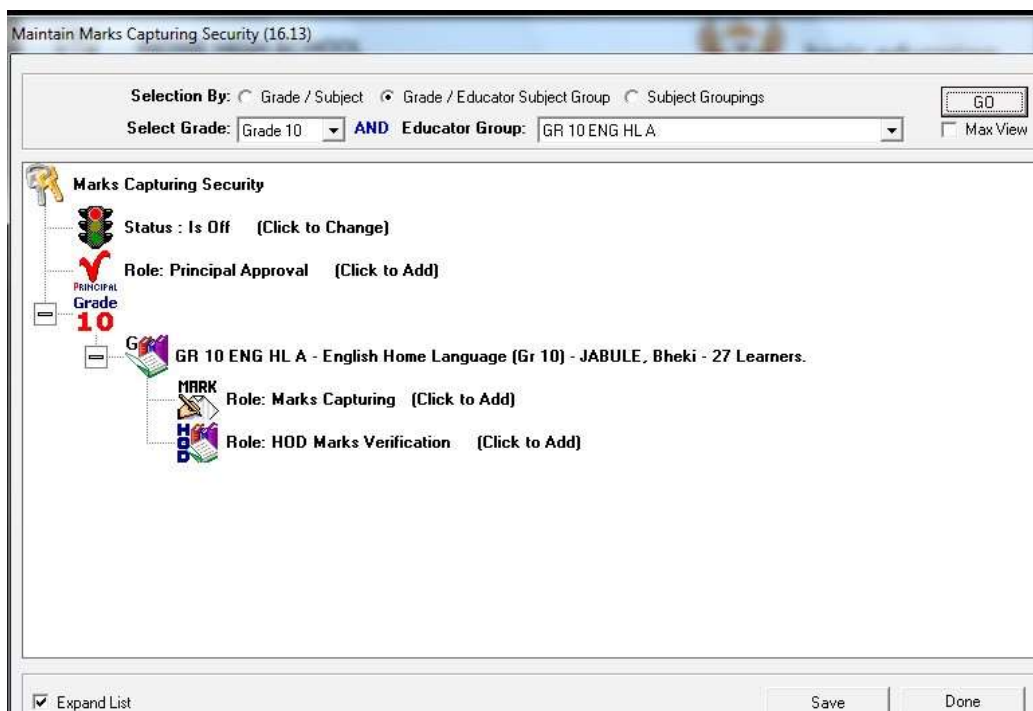 Maintain Marks Capturing Security (16.13)
Selection By: Grade / Subject Grade / Educator Subject Group Subject Groupings
GO
Select Grade: Grade 10 AND Educator Group: GR 10 ENG HL A
Max View
Marks Capturing Security
Status : Is Off (Click to Change)
Role: Principal Approval (Click to Add)
PRINCIPAL
Grade
10
G
GR 10 ENG HL A - English Home Language (Gr 10) - JABULE, Bheki - 27 Learners.
MARK
Role: Marks Capturing (Click to Add)
HOD
Role: HOD Marks Verification (Click to Add)
Expand List Save Done